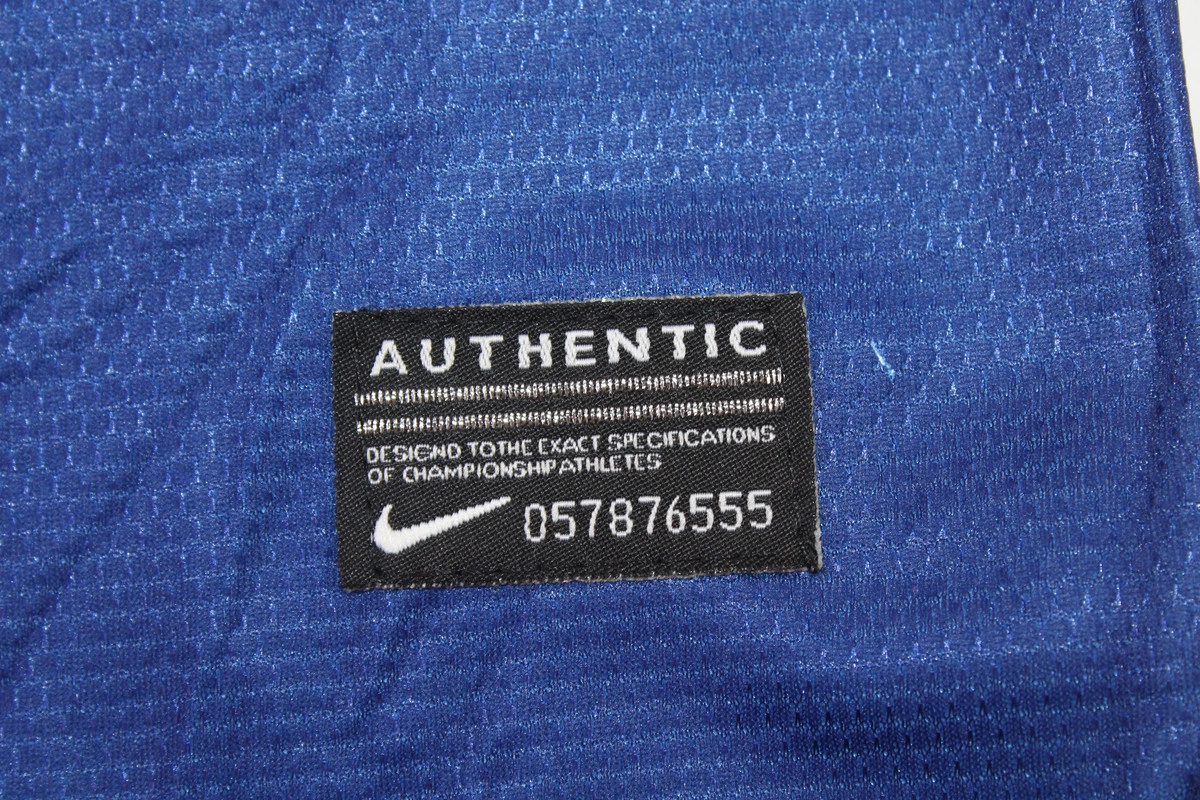 AUTHENTIC
DESIGND TO THE EXACT SPECIFICATIONS
OF CHAMPIONSHIP ATHLETES
057876555